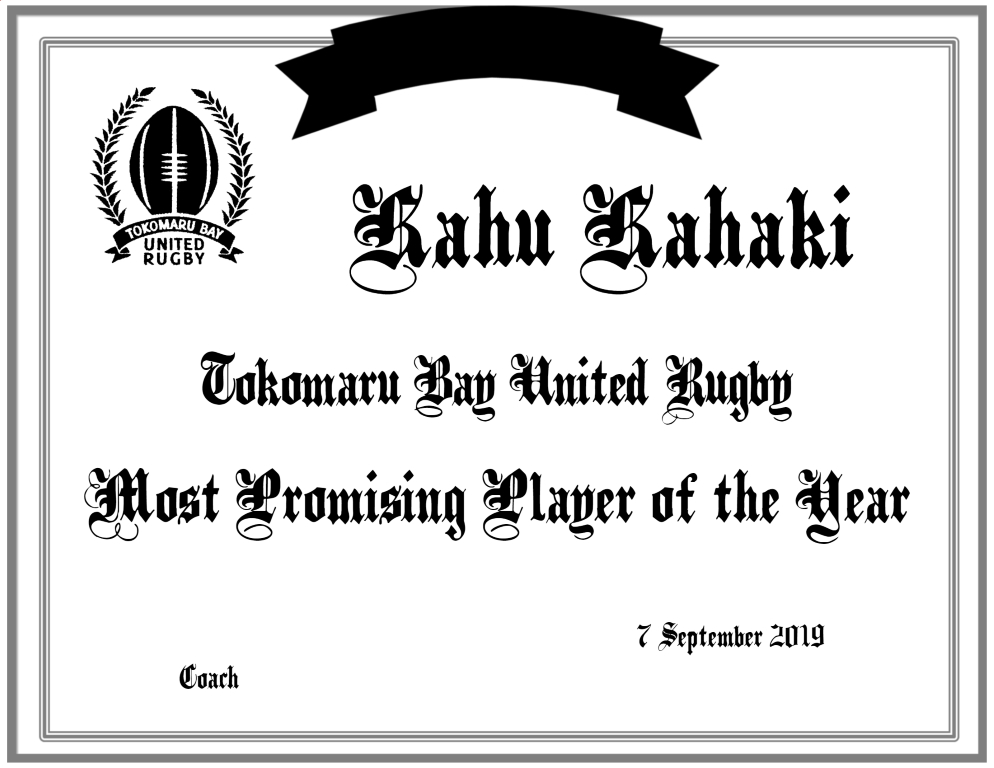 TOKOMARU BAY
UNITED
RUGBY
Kahu Kahaki
Tokomaru Bay United Rugby
Most Promising Player of the Year
7 September 2019
Coach